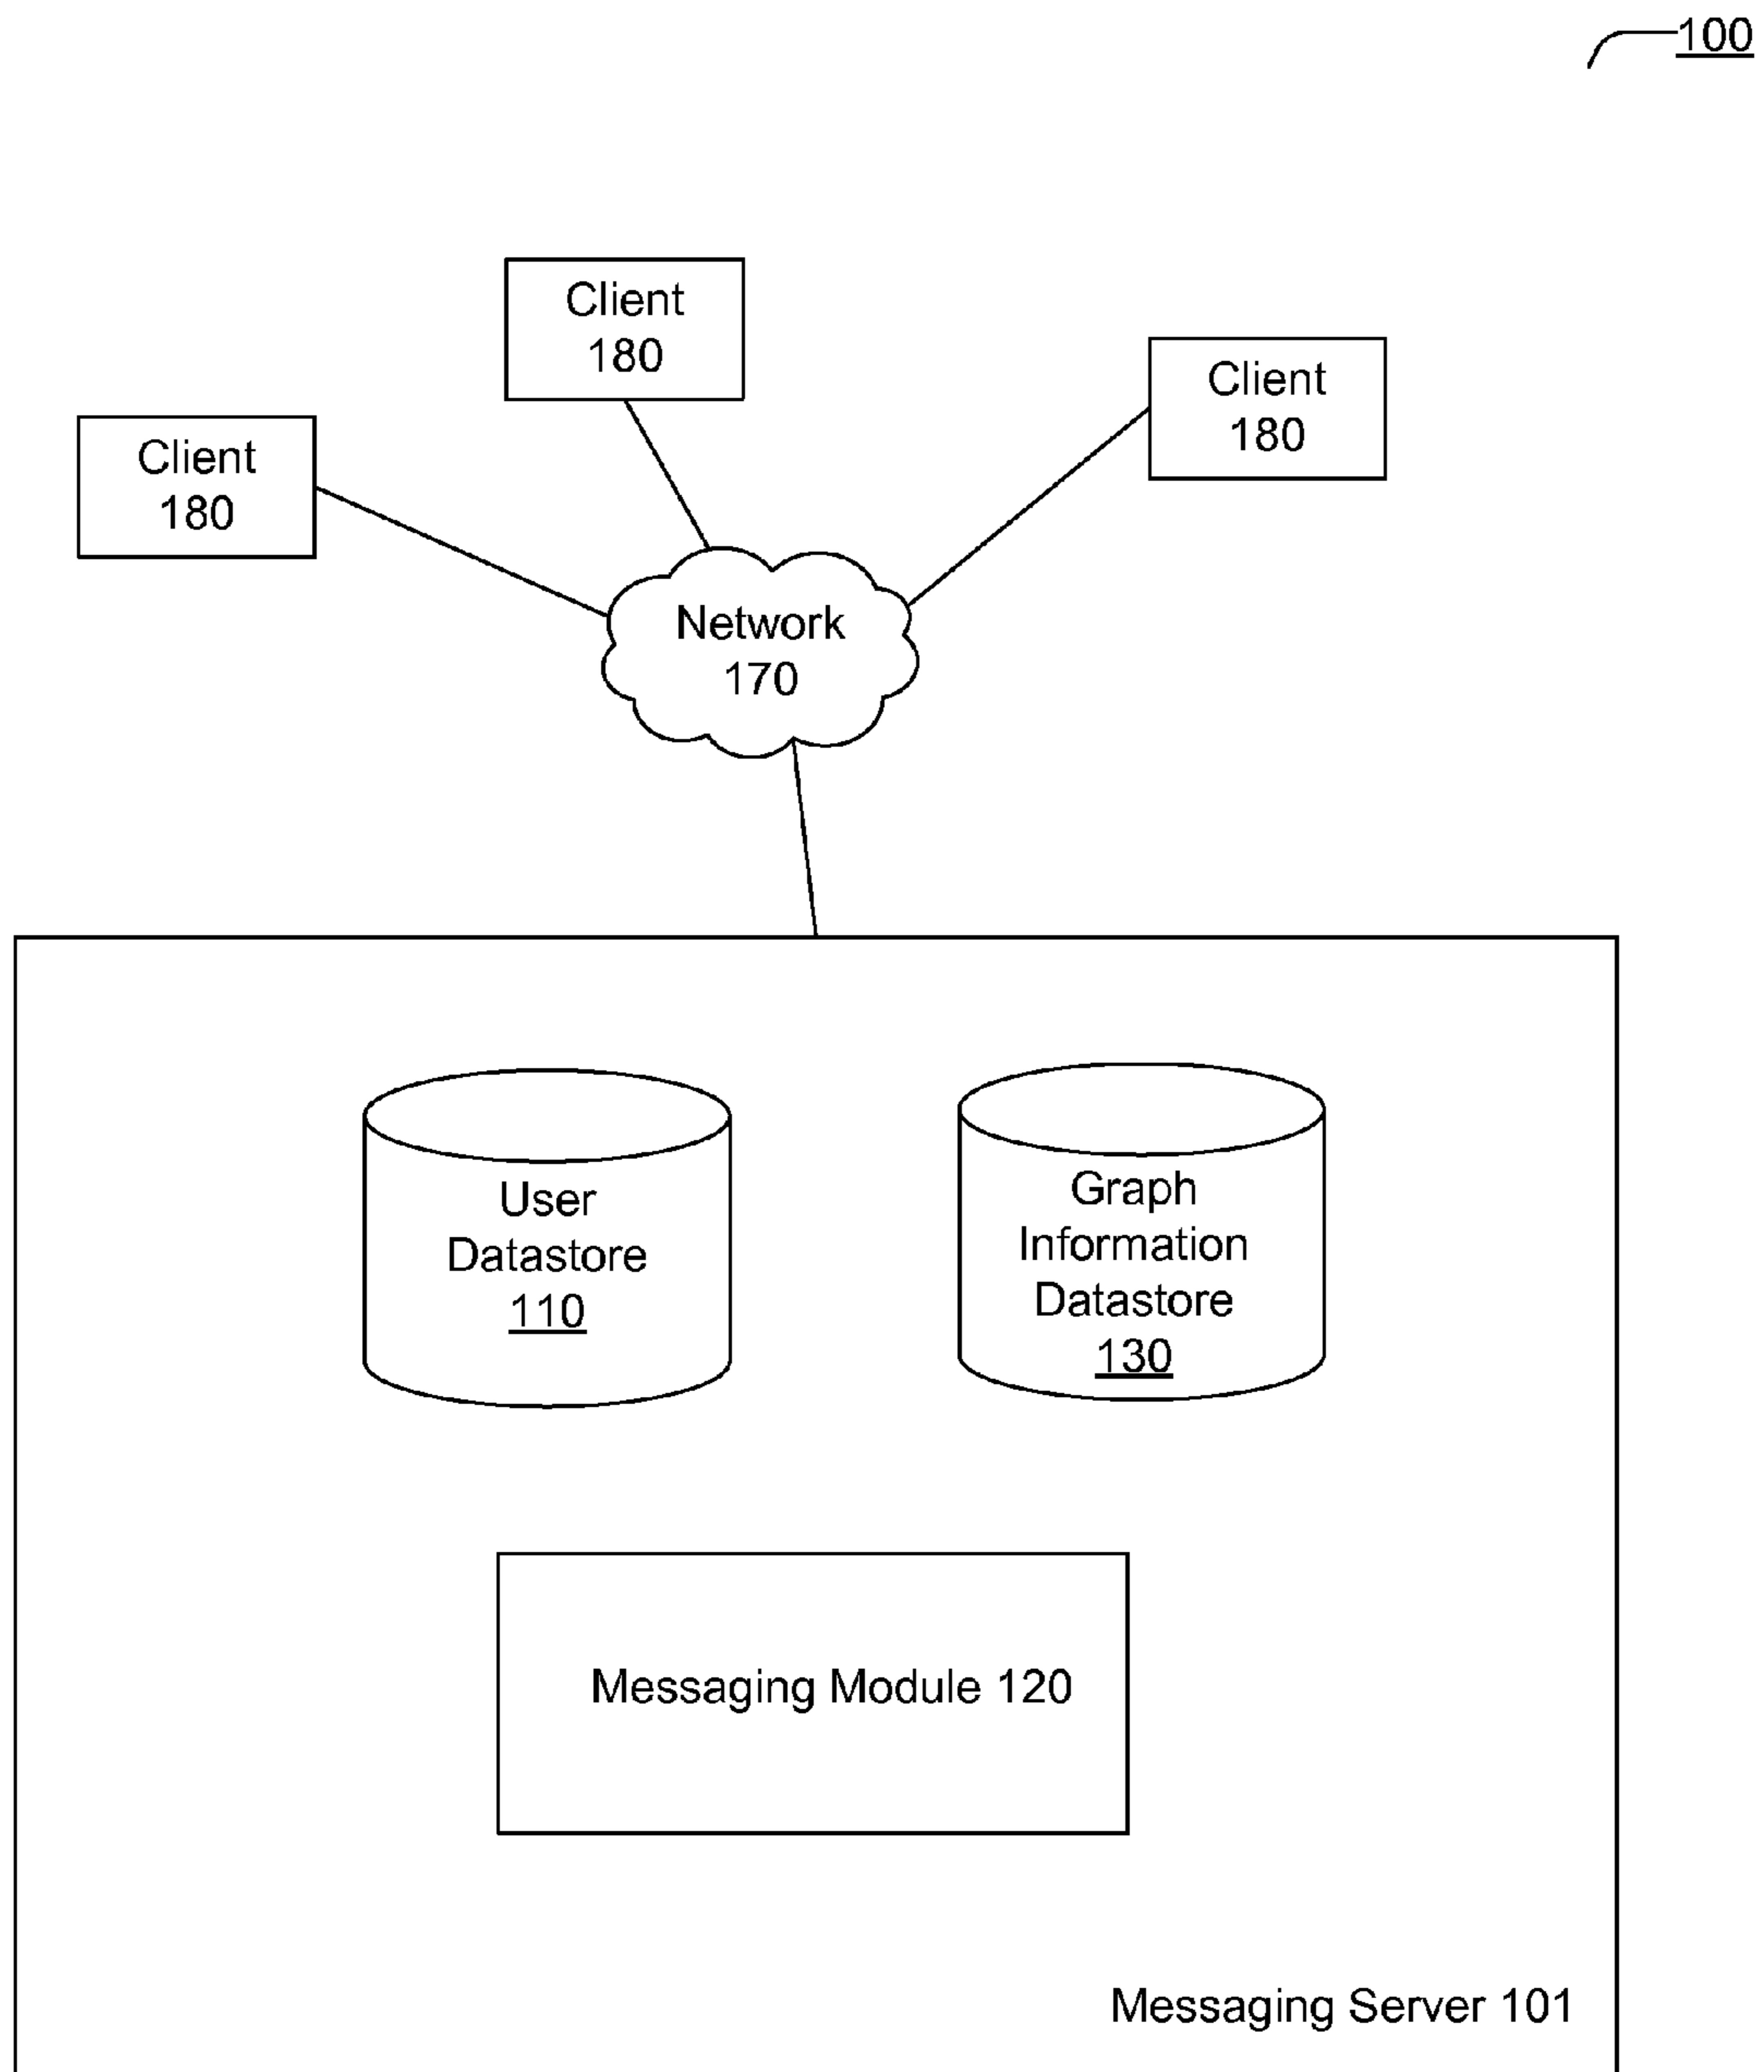 100
Client
180
Client
180
Client
180
Network
170
User
Datastore
110
Graph
Information
Datastore
130
Messaging Module 120
Messaging Server 101